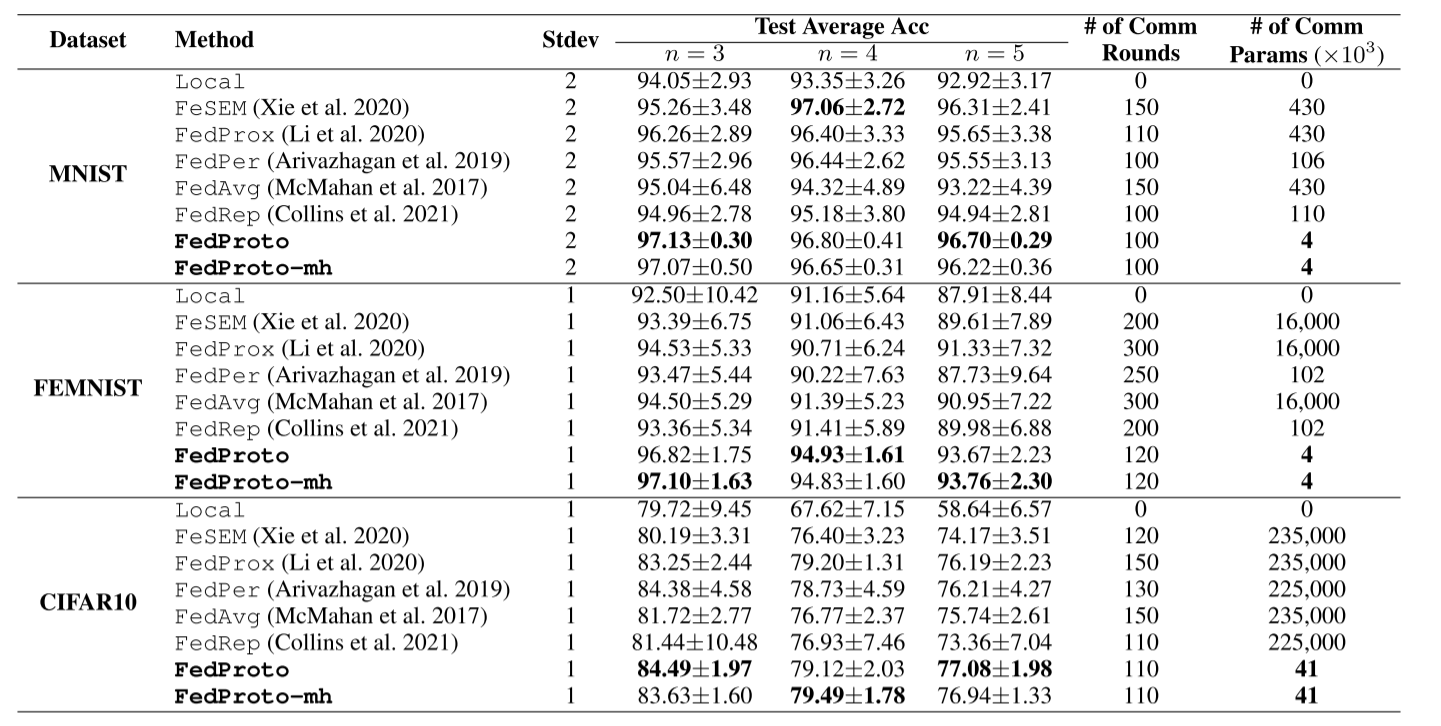 Dataset Method Stdev Test Average Acc # of Comm Rounds # of Comm Params (×10³)
n = 3 n = 4 n = 5
MNIST
Local 2 94.05±2.93 93.35±3.26 92.92±3.17 0 0
FeSEM (Xie et al. 2020) 2 95.26±3.48 97.06±2.72 96.31±2.41 150 430
FedProx (Li et al. 2020) 2 96.26±2.89 96.40±3.33 95.65±3.38 110 430
FedPer (Arivazhagan et al. 2019) 2 95.57±2.96 96.44±2.62 95.55±3.13 100 106
FedAvg (McMahan et al. 2017) 2 95.04±6.48 94.32±4.89 93.22±4.39 150 430
FedRep (Collins et al. 2021) 2 94.96±2.78 95.18±3.80 94.94±2.81 100 110
FedProto 2 97.13±0.30 96.80±0.41 96.70±0.29 100 4
FedProto-mh 2 97.07±0.50 96.65±0.31 96.22±0.36 100 4
FEMNIST
Local 1 92.50±10.42 91.16±5.64 87.91±8.44 0 0
FeSEM (Xie et al. 2020) 1 93.39±6.75 91.06±6.43 89.61±7.89 200 16,000
FedProx (Li et al. 2020) 1 94.53±5.33 90.71±6.24 91.33±7.32 300 16,000
FedPer (Arivazhagan et al. 2019) 1 93.47±5.44 90.22±7.63 87.73±9.64 250 102
FedAvg (McMahan et al. 2017) 1 94.50±5.29 91.39±5.23 90.95±7.22 300 16,000
FedRep (Collins et al. 2021) 1 93.36±5.34 91.41±5.89 89.98±6.88 200 102
FedProto 1 96.82±1.75 94.93±1.61 93.67±2.23 120 4
FedProto-mh 1 97.10±1.63 94.83±1.60 93.76±2.30 120 4
CIFAR10
Local 1 79.72±9.45 67.62±7.15 58.64±6.57 0 0
FeSEM (Xie et al. 2020) 1 80.19±3.31 76.40±3.23 74.17±3.51 120 235,000
FedProx (Li et al. 2020) 1 83.25±2.44 79.20±1.31 76.19±2.23 150 235,000
FedPer (Arivazhagan et al. 2019) 1 84.38±4.58 78.73±4.59 76.21±4.27 130 225,000
FedAvg (McMahan et al. 2017) 1 81.72±2.77 76.77±2.37 75.74±2.61 150 235,000
FedRep (Collins et al. 2021) 1 81.44±10.48 76.93±7.46 73.36±7.04 110 225,000
FedProto 1 84.49±1.97 79.12±2.03 77.08±1.98 110 41
FedProto-mh 1 83.63±1.60 79.49±1.78 76.94±1.33 110 41